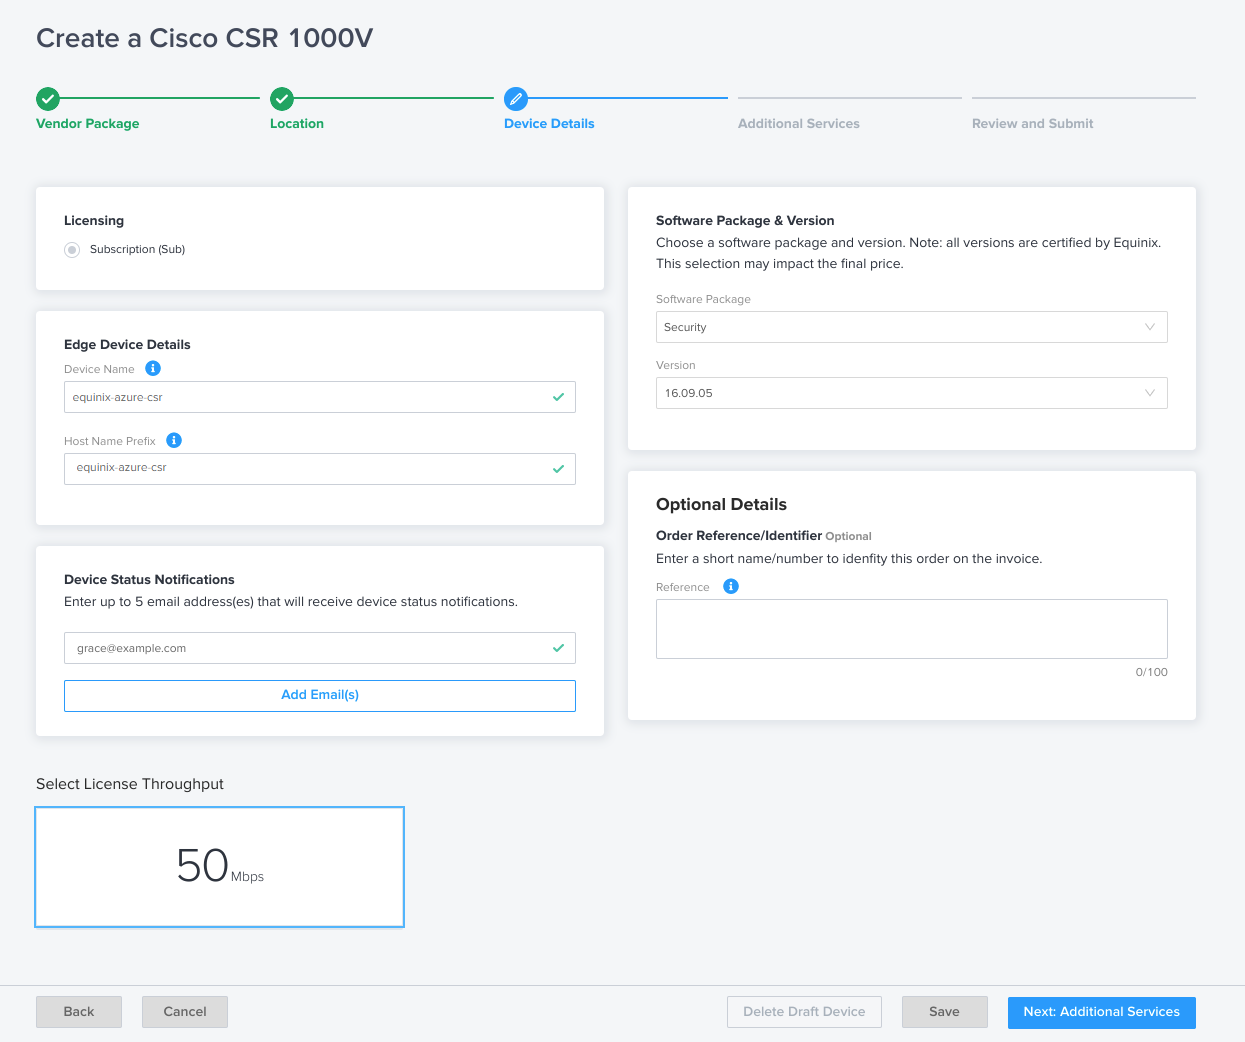 Create a Cisco CSR 1000V
Vendor Package
Location
Device Details
Additional Services
Review and Submit
Licensing
Subscription (Sub)
Edge Device Details
Device Name
equinix-azure-csr
Host Name Prefix
equinix-azure-csr
Device Status Notifications
Enter up to 5 email address(es) that will receive device status notifications.
grace@example.com
Add Email(s)
Software Package & Version
Choose a software package and version. Note: all versions are certified by Equinix.
This selection may impact the final price.
Software Package
Security
Version
16.09.05
Optional Details
Order Reference/Identifier Optional
Enter a short name/number to idenfity this order on the invoice.
Reference
0/100
Select License Throughput
50 Mbps
Back
Cancel
Delete Draft Device
Save
Next: Additional Services